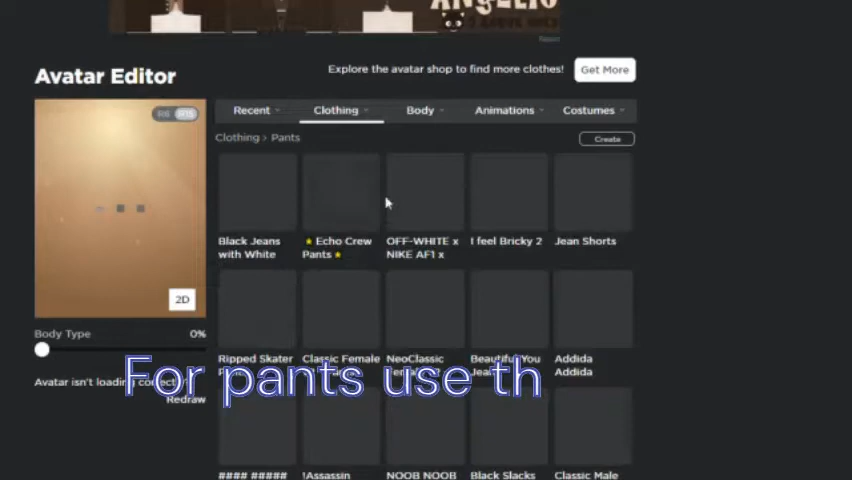 Explore the avatar shop to find more clothes!
Get More
Avatar Editor
R6 R15
Recent Clothing Body Animations Costumes
Clothing > Pants
Create
Black Jeans with White
★ Echo Crew Pants ★
OFF-WHITE x NIKE AF1 x
I feel Bricky 2
Jean Shorts
2D
Body Type 0%
Ripped Skater
Classic Female
NeoClassic
Beautiful You
Addida Addida
Avatar isn't loading correctly?
Redraw
For pants use th
#### #####
!Assassin
NOOB NOOB
Black Slacks
Classic Male